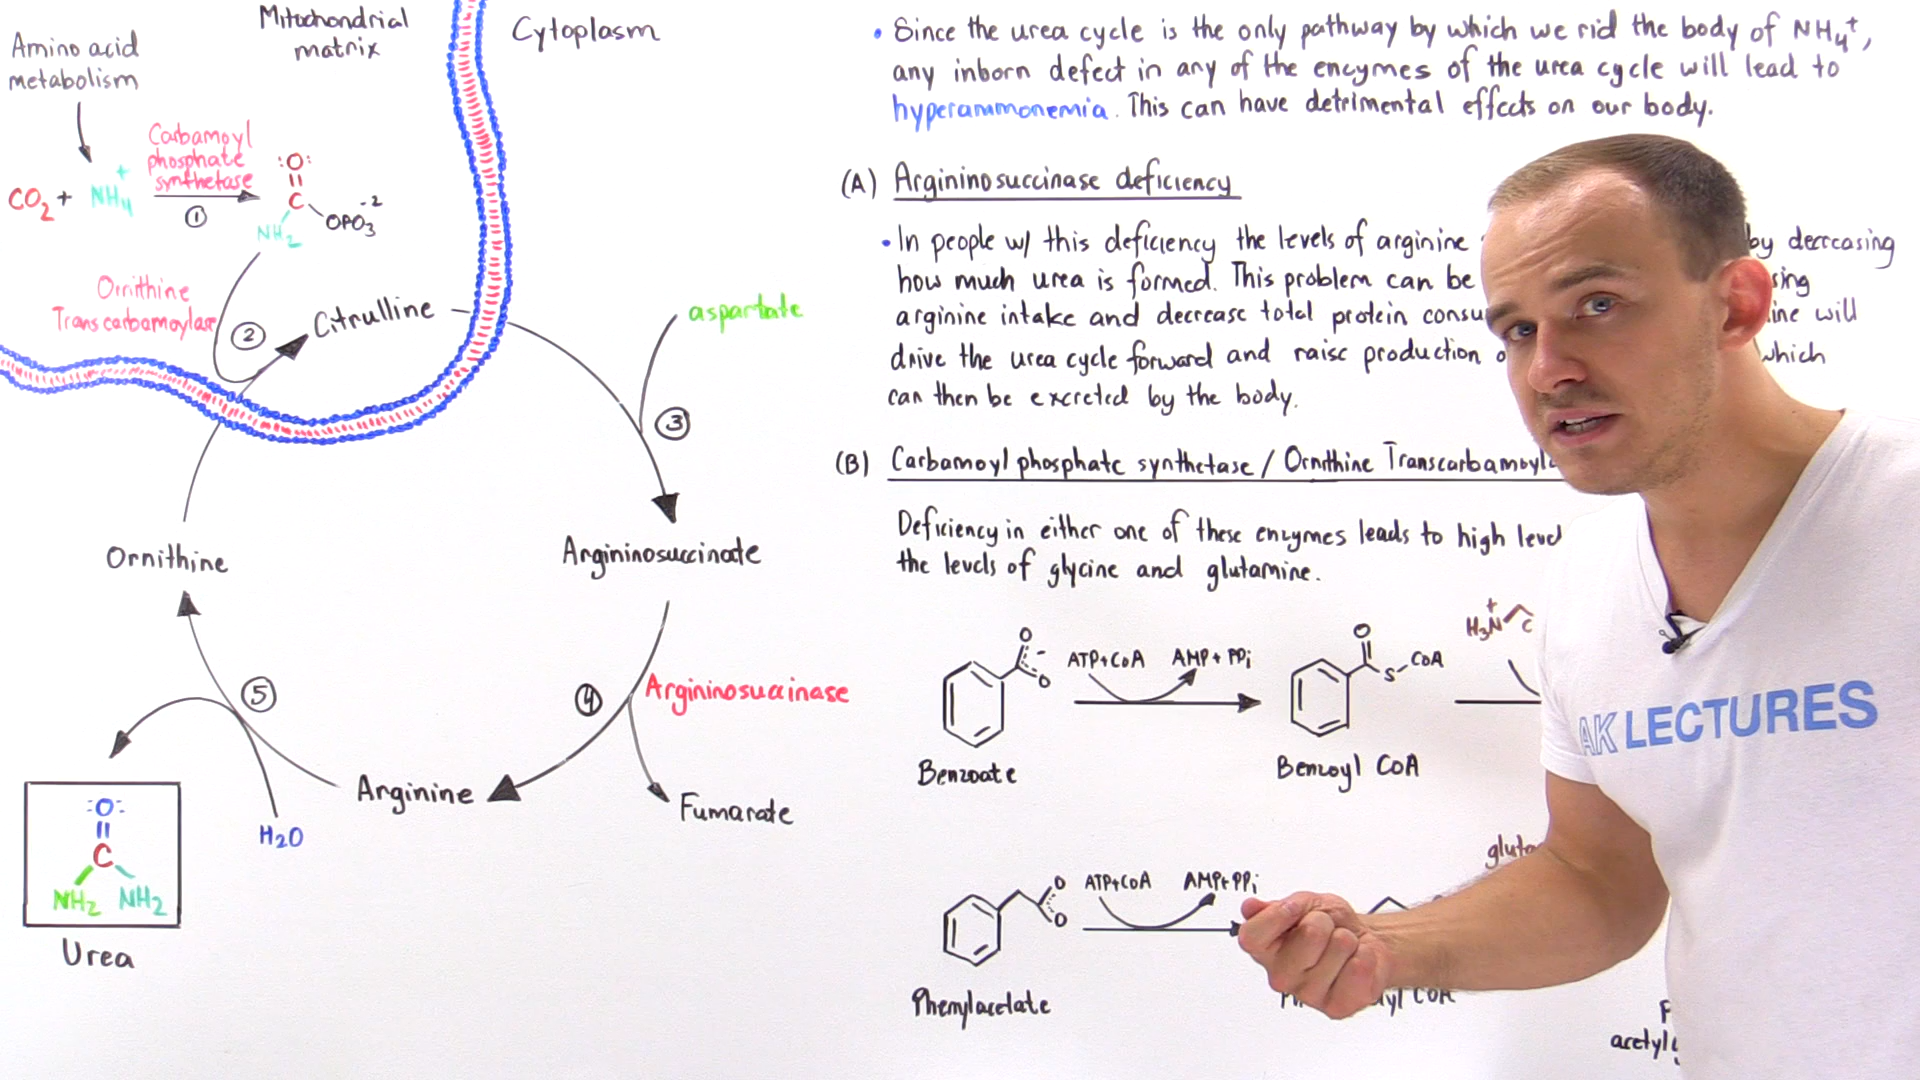 Amino acid
metabolism
Mitochondrial
matrix
Cytoplasm
CO2 + NH4+
Carbamoyl
phosphate
synthetase
1
:O:
C
NH2
OPO3-2
Ornithine
Transcarbamoylase
2
Citrulline
aspartate
3
Ornithine
Argininosuccinate
5
4
Argininosuccinase
Arginine
Fumarate
H2O
:O:
C
NH2 NH2
Urea
• Since the urea cycle is the only pathway by which we rid the body of NH4+,
any inborn defect in any of the enzymes of the urea cycle will lead to
hyperammonemia. This can have detrimental effects on our body.
(A) Argininosuccinase deficiency
• In people w/ this deficiency the levels of arginine by decreasing
how much urea is formed. This problem can be
arginine intake and decrease total protein will
drive the urea cycle forward and raise production which
can then be excreted by the body.
(B) Carbamoyl phosphate synthetase / Ornithine
Deficiency in either one of these enzymes leads to high
the levels of glycine and glutamine.
O
- O
ATP+CoA AMP + PPi
O
S CoA
H3N+ C
Benzoate
Benzoyl CoA
O
O
ATP+CoA AMP+PPi
Phenylacetate
CoA
AK LECTURES